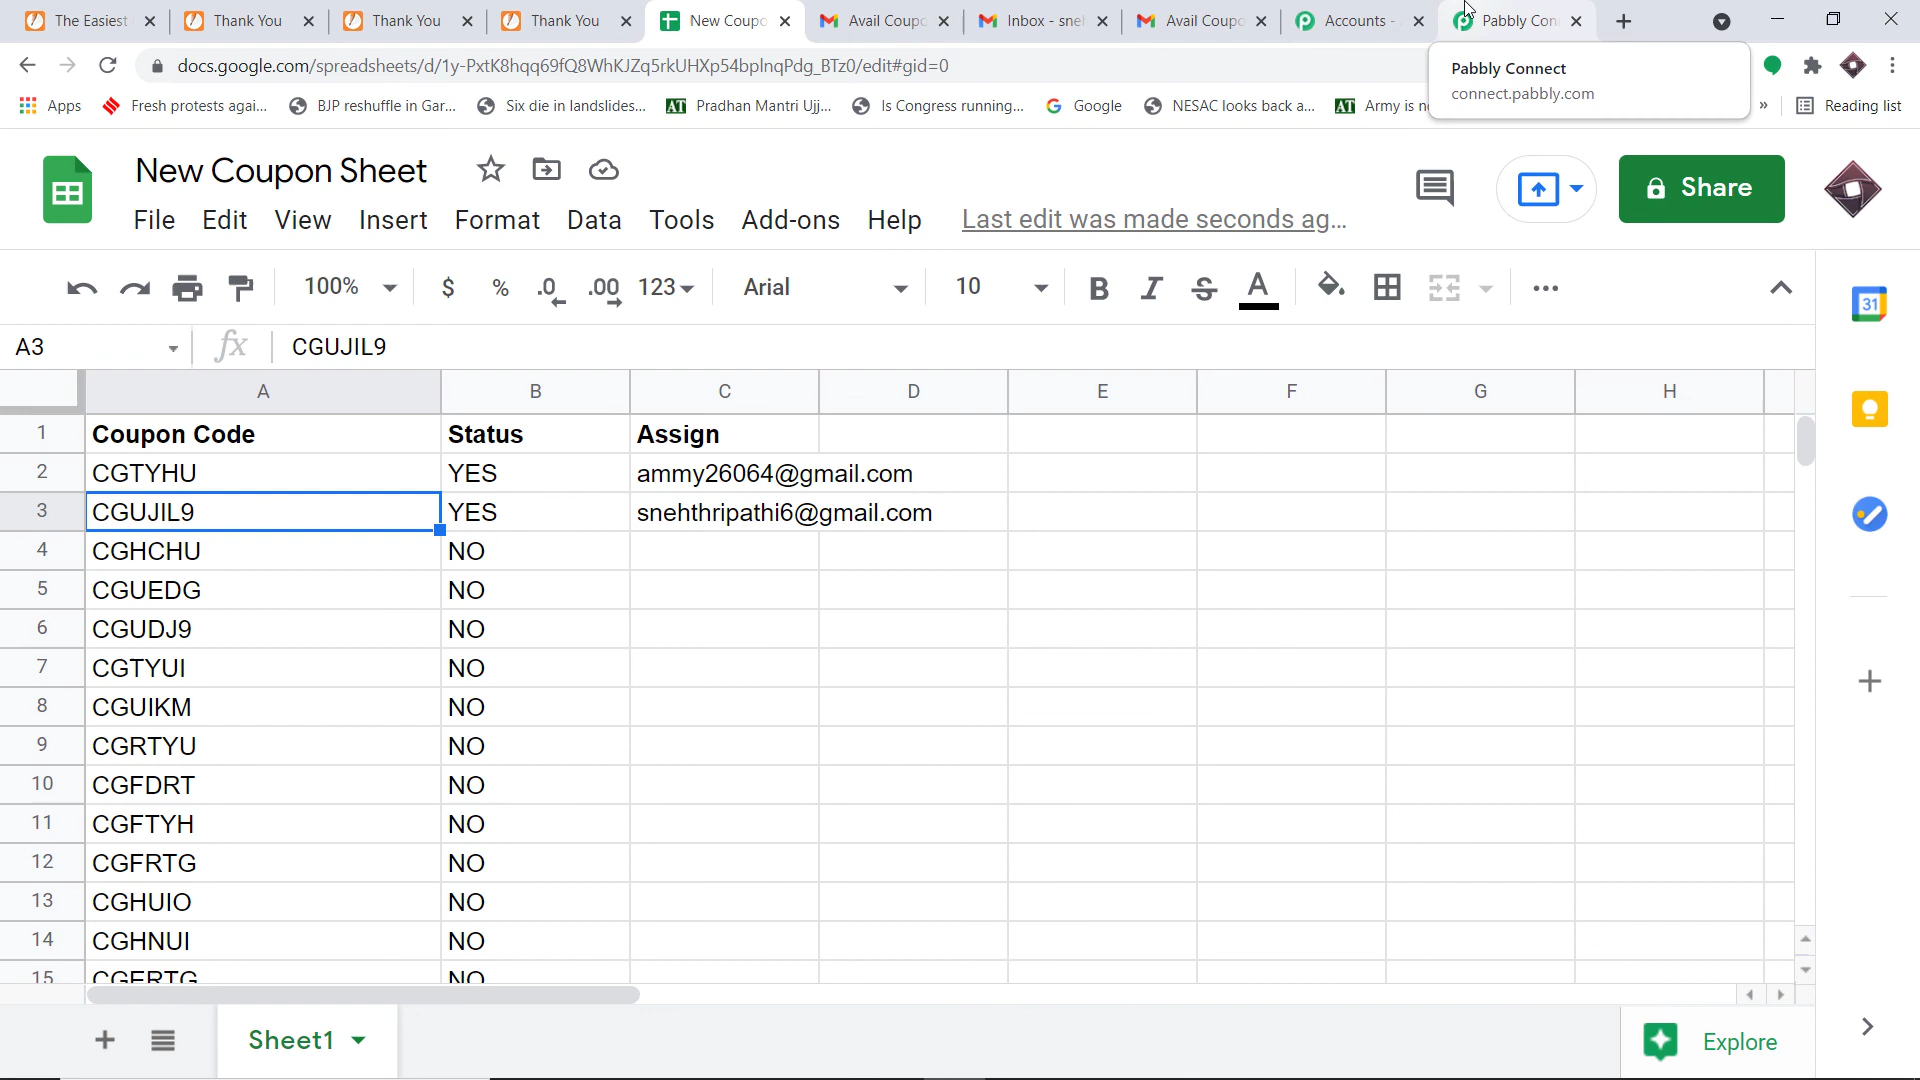 The Easiest
Thank You
Thank You
Thank You
New Coupo
Avail Coupo
Inbox - sneh
Avail Coupo
Accounts -
Pabbly Con
docs.google.com/spreadsheets/d/1y-PxtK8hqq69fQ8WhKJZq5rkUHXp54bplnqPdg_BTz0/edit#gid=0
Pabbly Connect
connect.pabbly.com
Apps
Fresh protests agai...
BJP reshuffle in Gar...
Six die in landslides...
Pradhan Mantri Ujj...
Is Congress running...
Google
NESAC looks back a...
Army is n
»
Reading list
New Coupon Sheet
Share
File Edit View Insert Format Data Tools Add-ons Help Last edit was made seconds ag...
100% $ % .0 .00 123 Arial 10 B I S A
31
A3 fx CGUJIL9
A B C D E F G H
1 Coupon Code Status Assign
2 CGTYHU YES ammy26064@gmail.com
3 CGUJIL9 YES snehthripathi6@gmail.com
4 CGHCHU NO
5 CGUEDG NO
6 CGUDJ9 NO
7 CGTYUI NO
8 CGUIKM NO
9 CGRTYU NO
10 CGFDRT NO
11 CGFTYH NO
12 CGFRTG NO
13 CGHUIO NO
14 CGHNUI NO
15 CGERTG NO
Sheet1
Explore